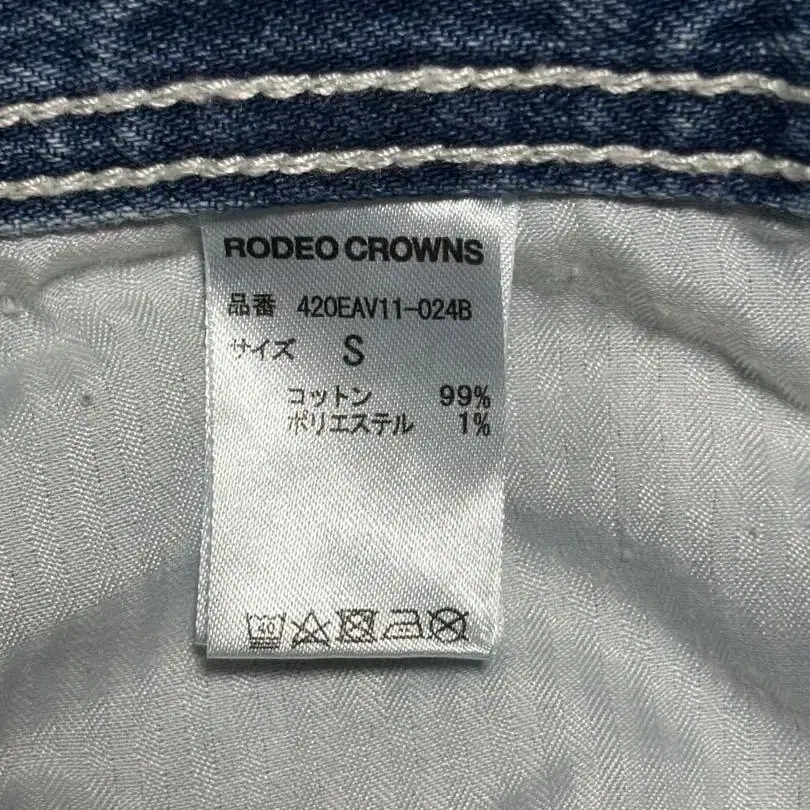 RODEO CROWNS
品番 420EAV11-024B
サイズ S
コットン 99%
ポリエステル 1%
40